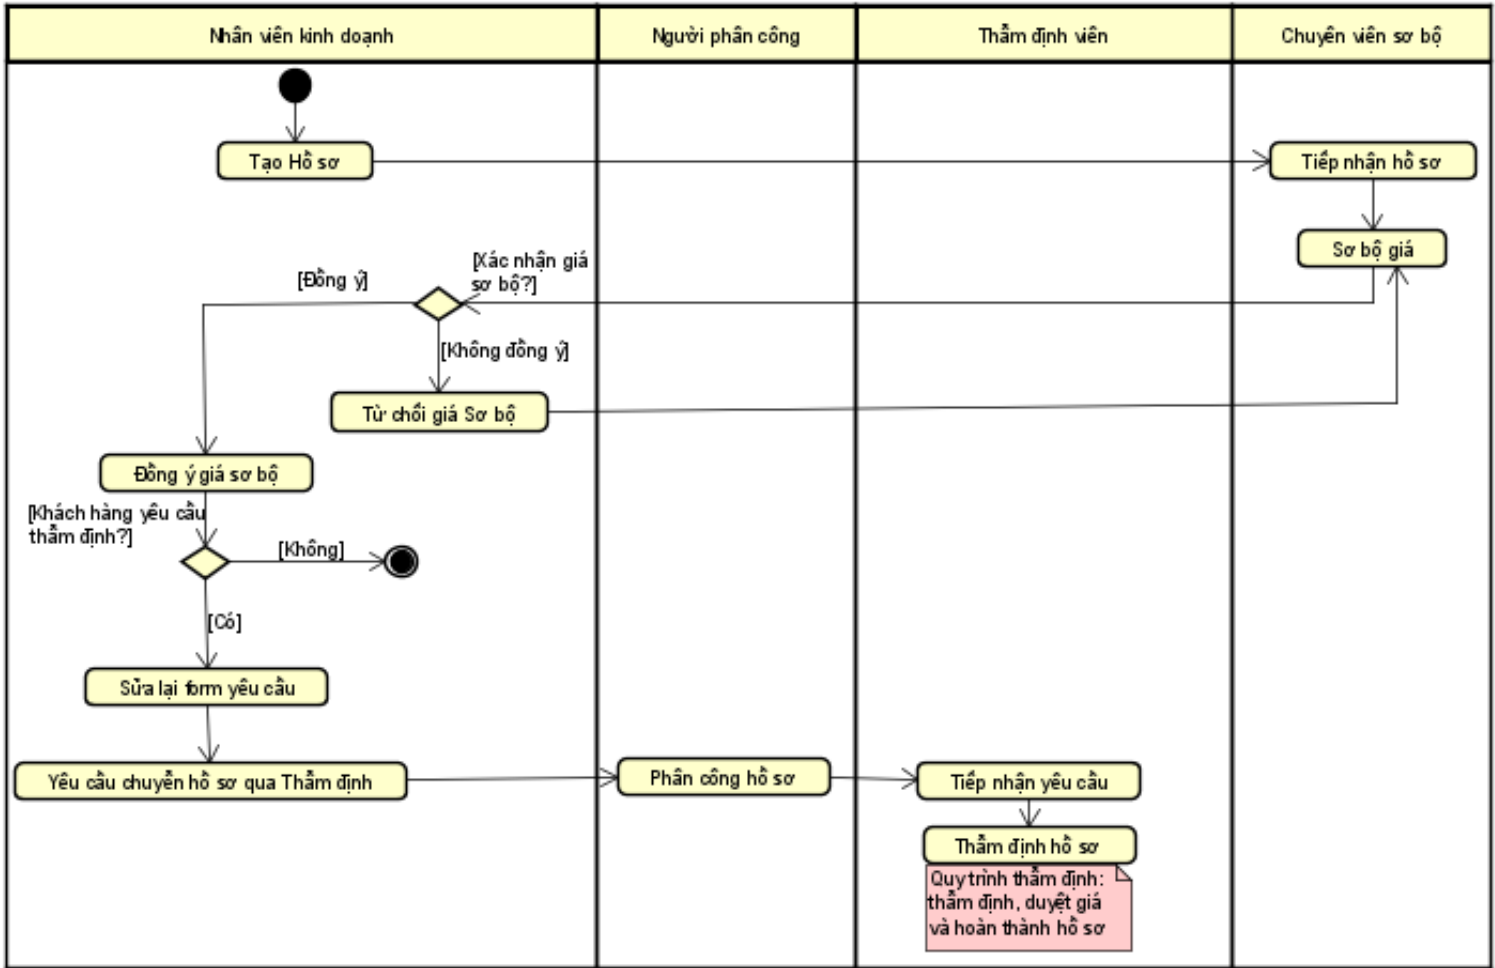 Nhân viên kinh doạnh
Người phân công
Thẩm định viên
Chuyên viên sơ bộ
Tạo Hồ sơ
Tiếp nhận hồ sơ
Sơ bộ giá
[Xác nhận giá
sơ bộ?]
[Đồng ý]
[Không đồng ý]
Từ chối giá Sơ bộ
Đồng ý giá sơ bộ
[Khách hàng yêu cầu
thẩm định?]
[Không]
[Có]
Sửa lại form yêu cầu
Yêu cầu chuyển hồ sơ qua Thẩm định
Phân công hồ sơ
Tiếp nhận yêu cầu
Thẩm định hồ sơ
Quy trình thẩm định:
thẩm định, duyệt giá
và hoàn thành hồ sơ